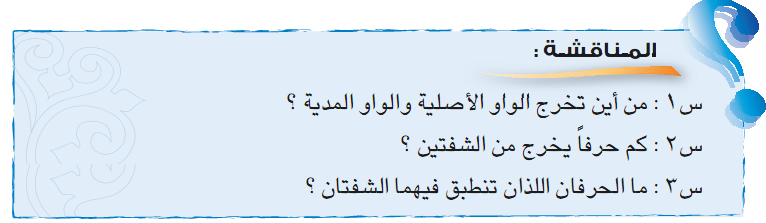 المناقشة :
س١ : من أين تخرج الواو الأصلية والواو المدية ؟
س٢ : كم حرفاً يخرج من الشفتين ؟
س٣ : ما الحرفان اللذان تنطبق فيهما الشفتان ؟